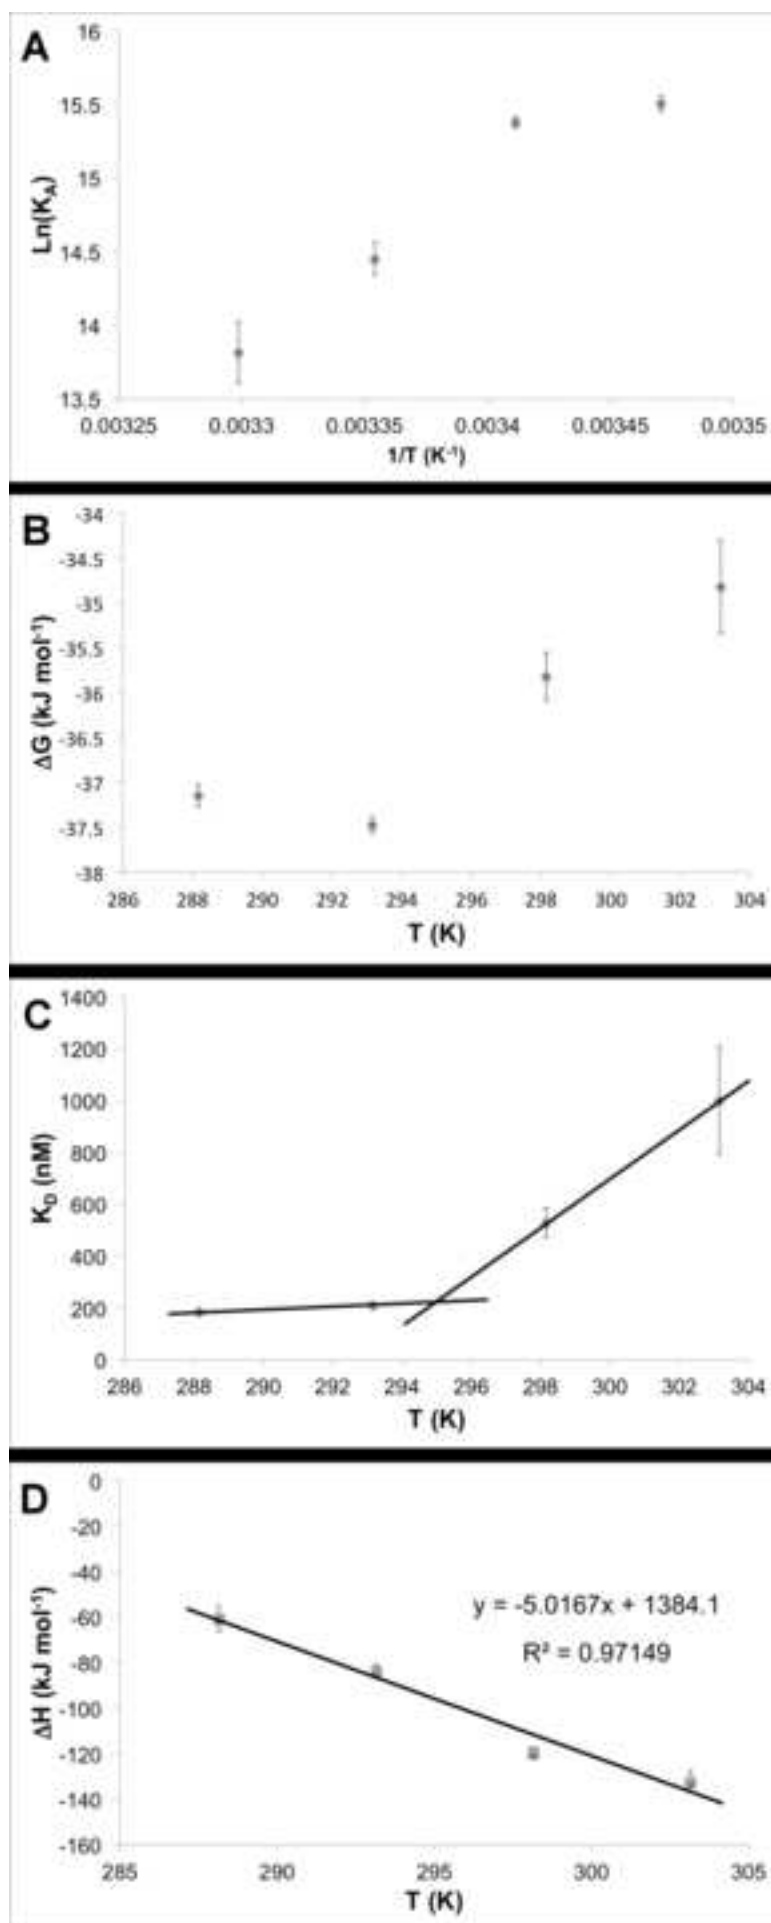 A
16
15.5
15
14.5
14
13.5
Ln(K_A)
0.00325 0.0033 0.00335 0.0034 0.00345 0.0035
1/T (K⁻¹)
B
-34
-34.5
-35
-35.5
-36
-36.5
-37
-37.5
-38
ΔG (kJ mol⁻¹)
286 288 290 292 294 296 298 300 302 304
T (K)
C
1400
1200
1000
800
600
400
200
0
K_D (nM)
286 288 290 292 294 296 298 300 302 304
T (K)
D
0
-20
-40
-60
-80
-100
-120
-140
-160
ΔH (kJ mol⁻¹)
y = -5.0167x + 1384.1
R² = 0.97149
285 290 295 300 305
T (K)